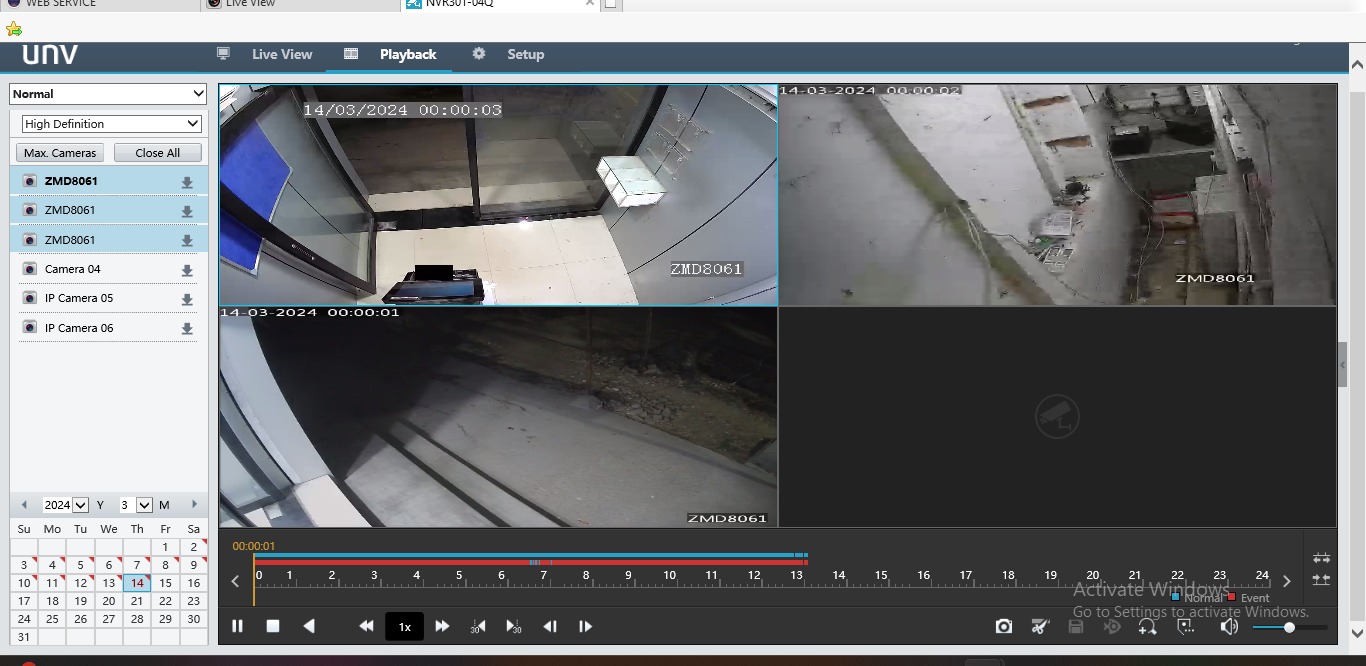 WEB SERVICE Live View NVR301-04Q
unv Live View Playback Setup
Normal
High Definition
Max. Cameras Close All
ZMD8061
ZMD8061
ZMD8061
Camera 04
IP Camera 05
IP Camera 06
14/03/2024 00:00:03
ZMD8061
14-03-2024 00:00:02
ZMD8061
14-03-2024 00:00:01
ZMD8061
2024 Y 3 M
Su Mo Tu We Th Fr Sa
1 2
3 4 5 6 7 8 9
10 11 12 13 14 15 16
17 18 19 20 21 22 23
24 25 26 27 28 29 30
31
00:00:01
0 1 2 3 4 5 6 7 8 9 10 11 12 13 14 15 16 17 18 19 20 21 22 23 24
Normal Event
Activate Windows
Go to Settings to activate Windows.
30 1x 30